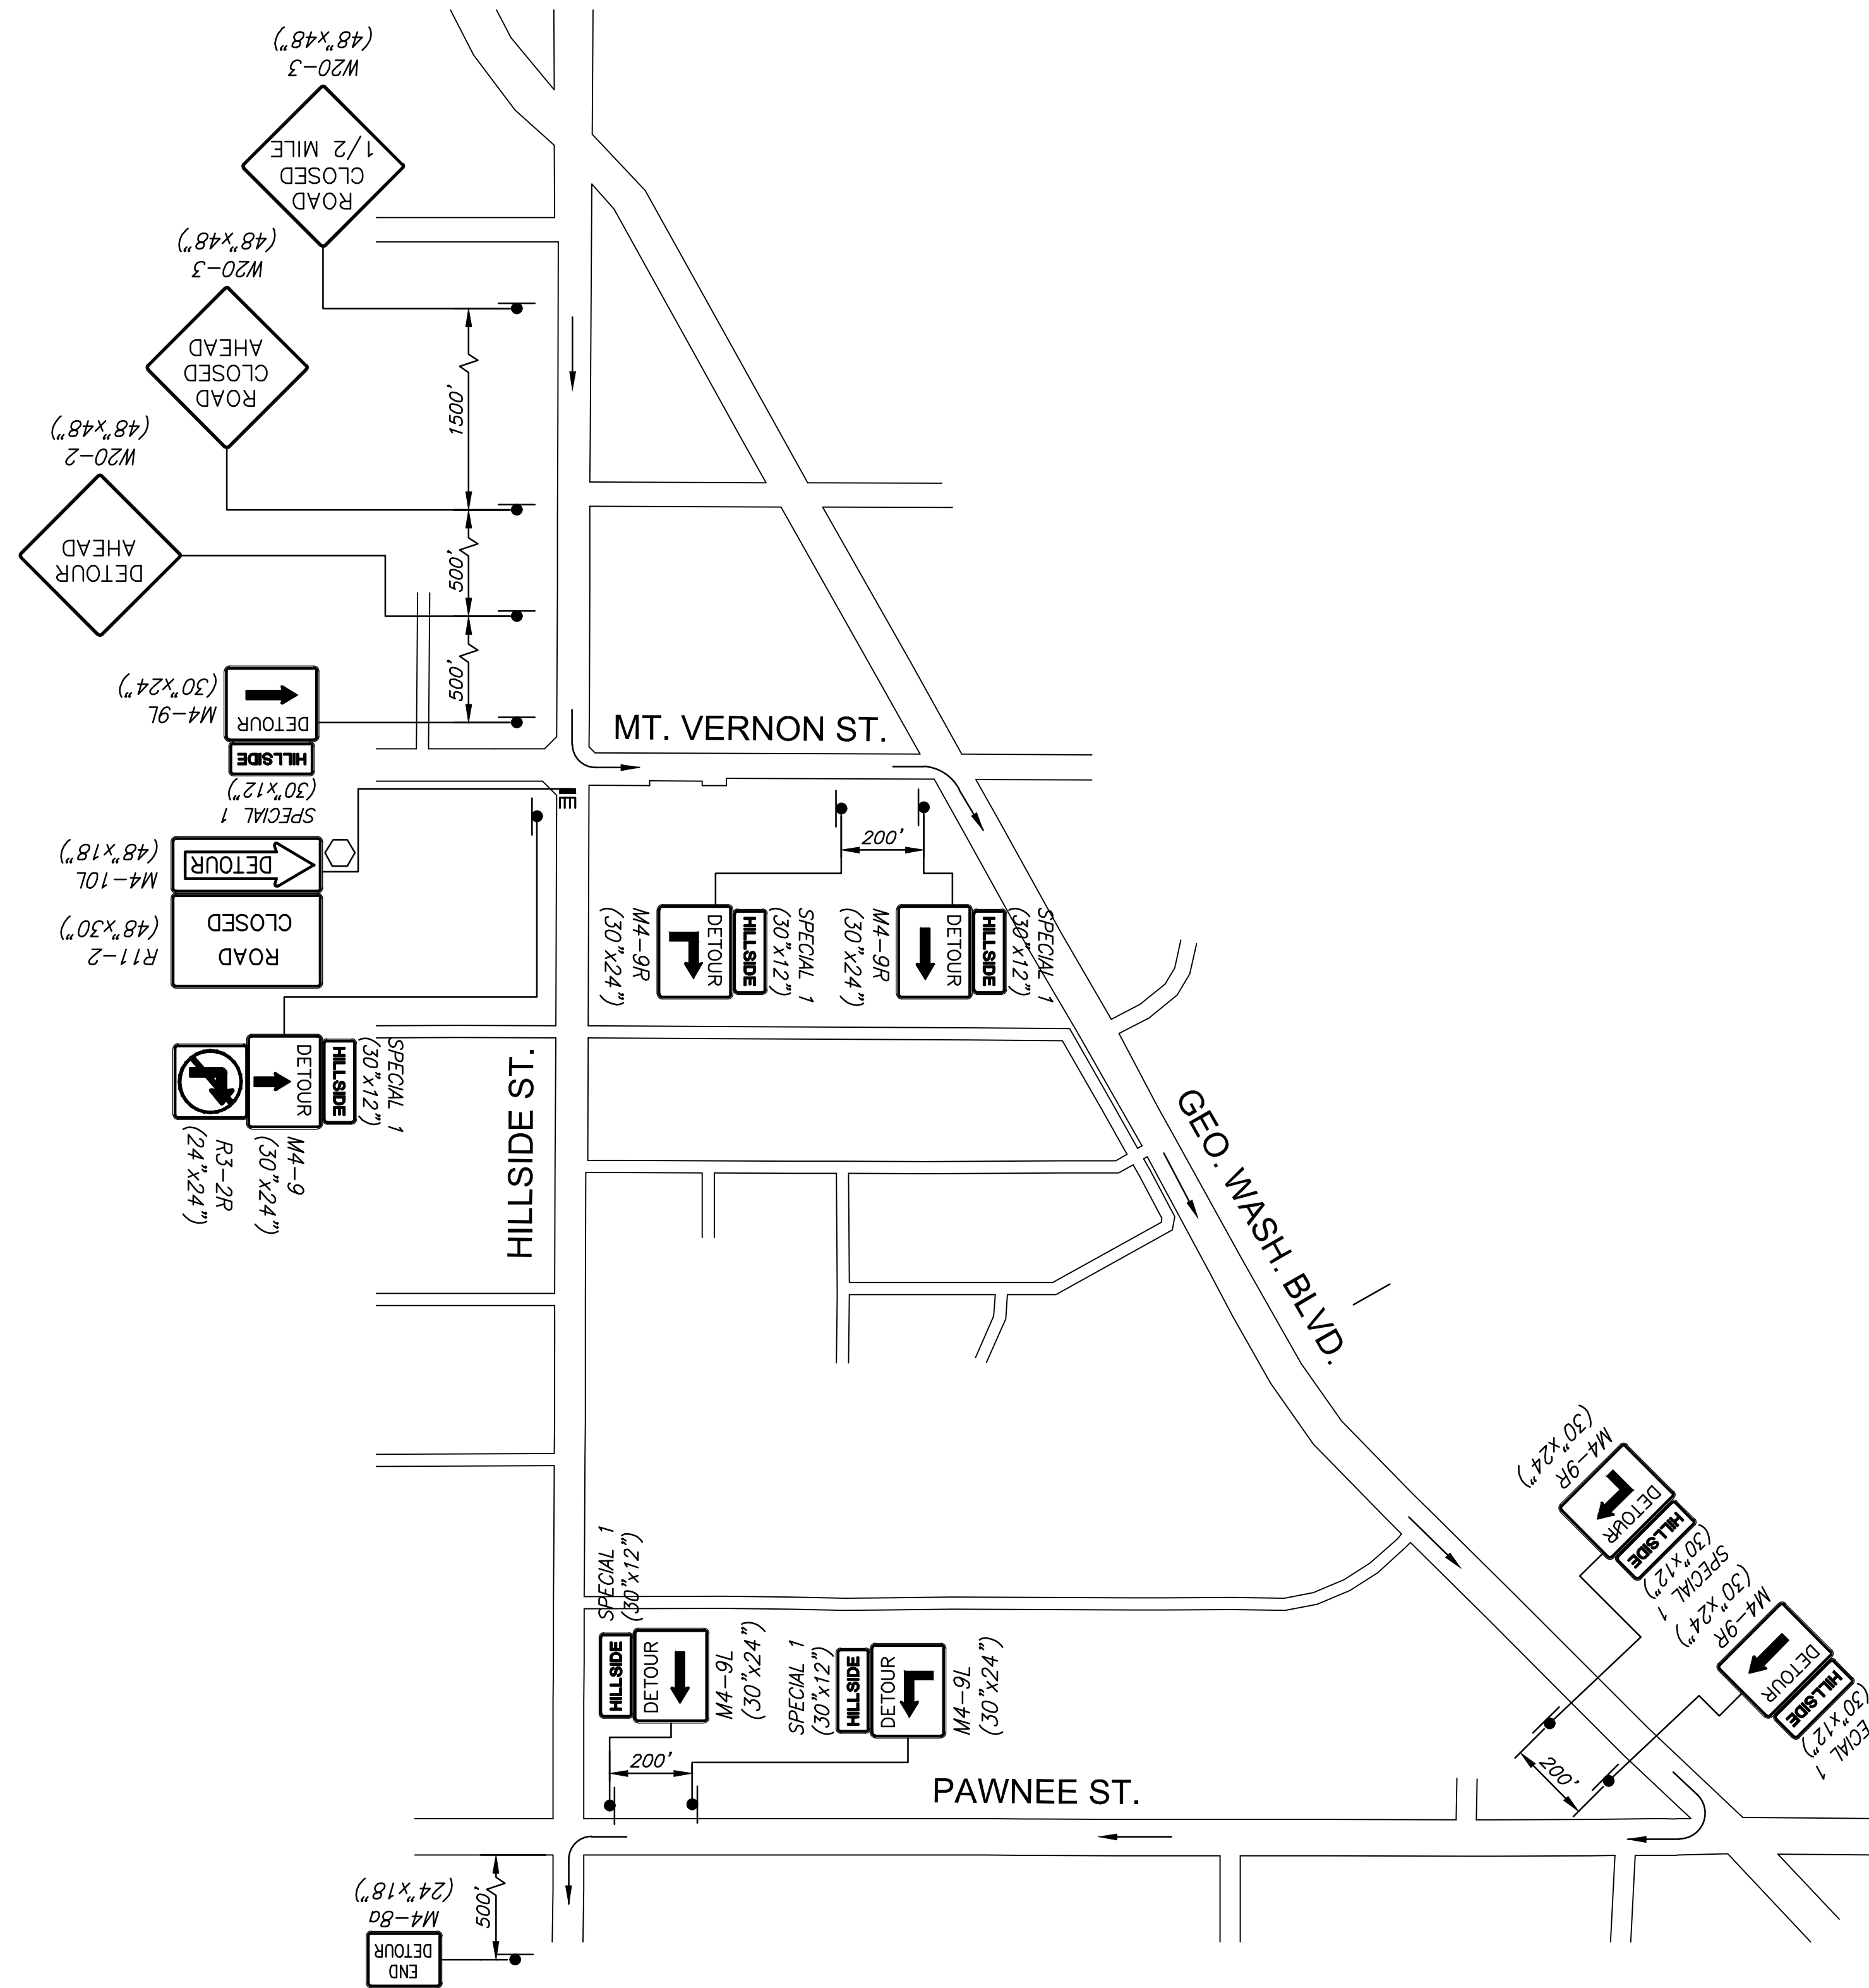 W20-3
(48"x48")
ROAD
CLOSED
1/2 MILE
W20-3
(48"x48")
ROAD
CLOSED
AHEAD
W20-2
(48"x48")
DETOUR
AHEAD
1500'
500'
500'
M4-9L
(30"x24")
DETOUR
HILLSIDE
SPECIAL 1
(30"x12")
M4-10L
(48"x18")
DETOUR
R11-2
(48"x30")
ROAD
CLOSED
MT. VERNON ST.
200'
HILLSIDE
DETOUR
M4-9R
(30"x24")
SPECIAL 1
(30"x12")
HILLSIDE
DETOUR
M4-9R
(30"x24")
SPECIAL 1
(30"x12")
SPECIAL 1
(30"x12")
HILLSIDE
DETOUR
M4-9
(30"x24")
R3-2R
(24"x24")
HILLSIDE ST.
GEO. WASH. BLVD.
M4-9R
(30"x24")
DETOUR
HILLSIDE
SPECIAL 1
(30"x12")
M4-9R
(30"x24")
DETOUR
HILLSIDE
1
(30"x12")
200'
SPECIAL 1
(30"x12")
HILLSIDE
DETOUR
M4-9L
(30"x24")
SPECIAL 1
(30"x12")
HILLSIDE
DETOUR
M4-9L
(30"x24")
200'
PAWNEE ST.
500'
M4-8a
(24"x18")
END
DETOUR